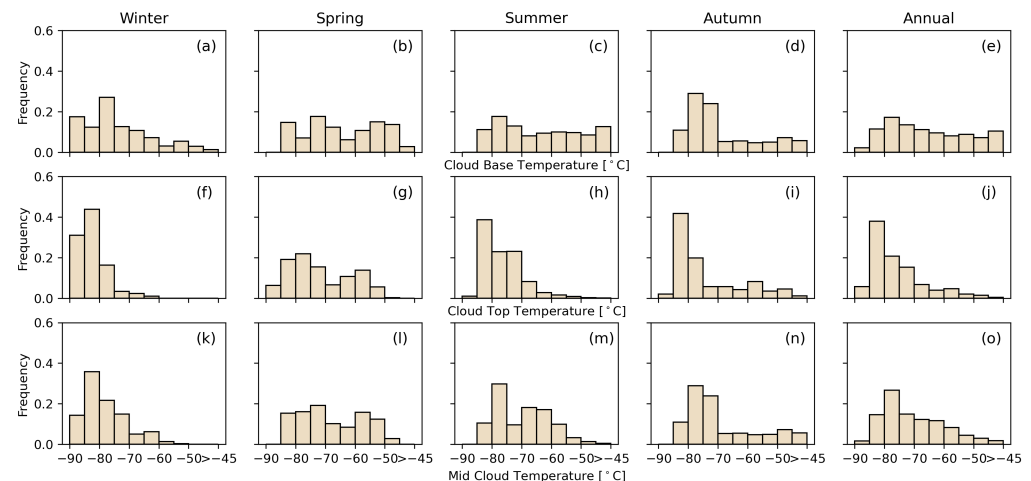 Winter Spring Summer Autumn Annual
0.6 (a) (b) (c) (d) (e)
0.4
Frequency
0.2
0.0
Cloud Base Temperature [°C]
0.6 (f) (g) (h) (i) (j)
0.4
Frequency
0.2
0.0
Cloud Top Temperature [°C]
0.6 (k) (l) (m) (n) (o)
0.4
Frequency
0.2
0.0
−90 −80 −70 −60 −50>−45 −90 −80 −70 −60 −50>−45 −90 −80 −70 −60 −50>−45 −90 −80 −70 −60 −50>−45 −90 −80 −70 −60 −50>−45
Mid Cloud Temperature [°C]